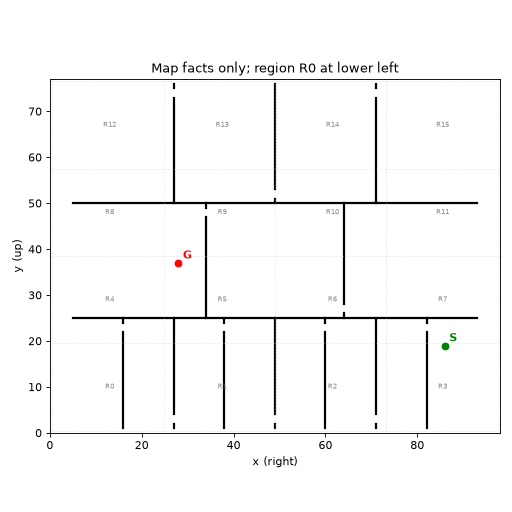 Map facts only; region R0 at lower left
70
R12 R13 R14 R15
60
50
R8 R9 R10 R11
40
G
30
R4 R5 R6 R7
20
S
10
R0 R2 R3
0
0 20 40 60 80
x (right)
y (up)